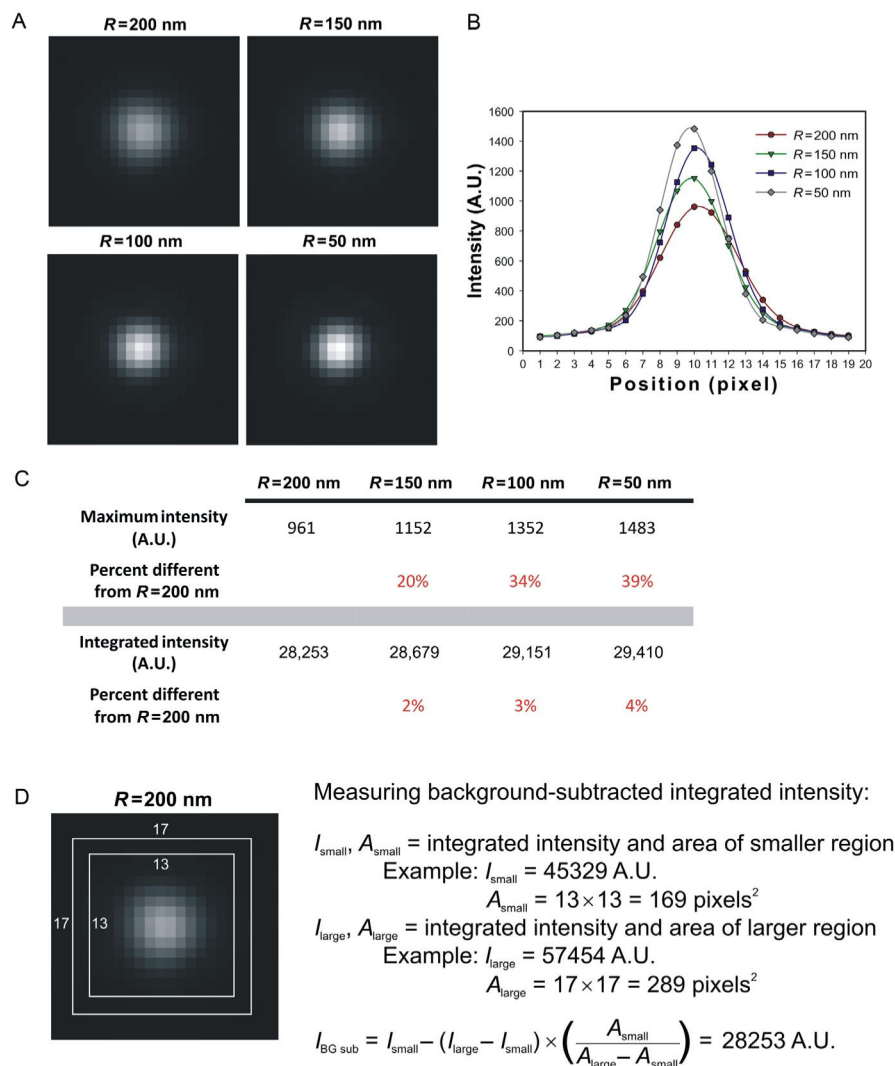 A
R=200 nm
R=150 nm
R=100 nm
R=50 nm
B
1600
1400
1200
1000
800
600
400
200
0
Intensity (A.U.)
R=200 nm
R=150 nm
R=100 nm
R=50 nm
0 1 2 3 4 5 6 7 8 9 10 11 12 13 14 15 16 17 18 19 20
Position (pixel)
C
R=200 nm R=150 nm R=100 nm R=50 nm
Maximum intensity
(A.U.)
961 1152 1352 1483
Percent different
from R=200 nm
20% 34% 39%
Integrated intensity
(A.U.)
28,253 28,679 29,151 29,410
Percent different
from R=200 nm
2% 3% 4%
D
R=200 nm
17
13
17
13
Measuring background-subtracted integrated intensity:
I_small, A_small = integrated intensity and area of smaller region
Example: I_small = 45329 A.U.
A_small = 13×13 = 169 pixels²
I_large, A_large = integrated intensity and area of larger region
Example: I_large = 57454 A.U.
A_large = 17×17 = 289 pixels²
I_BG sub = I_small − (I_large − I_small) × (A_small / (A_large − A_small)) = 28253 A.U.